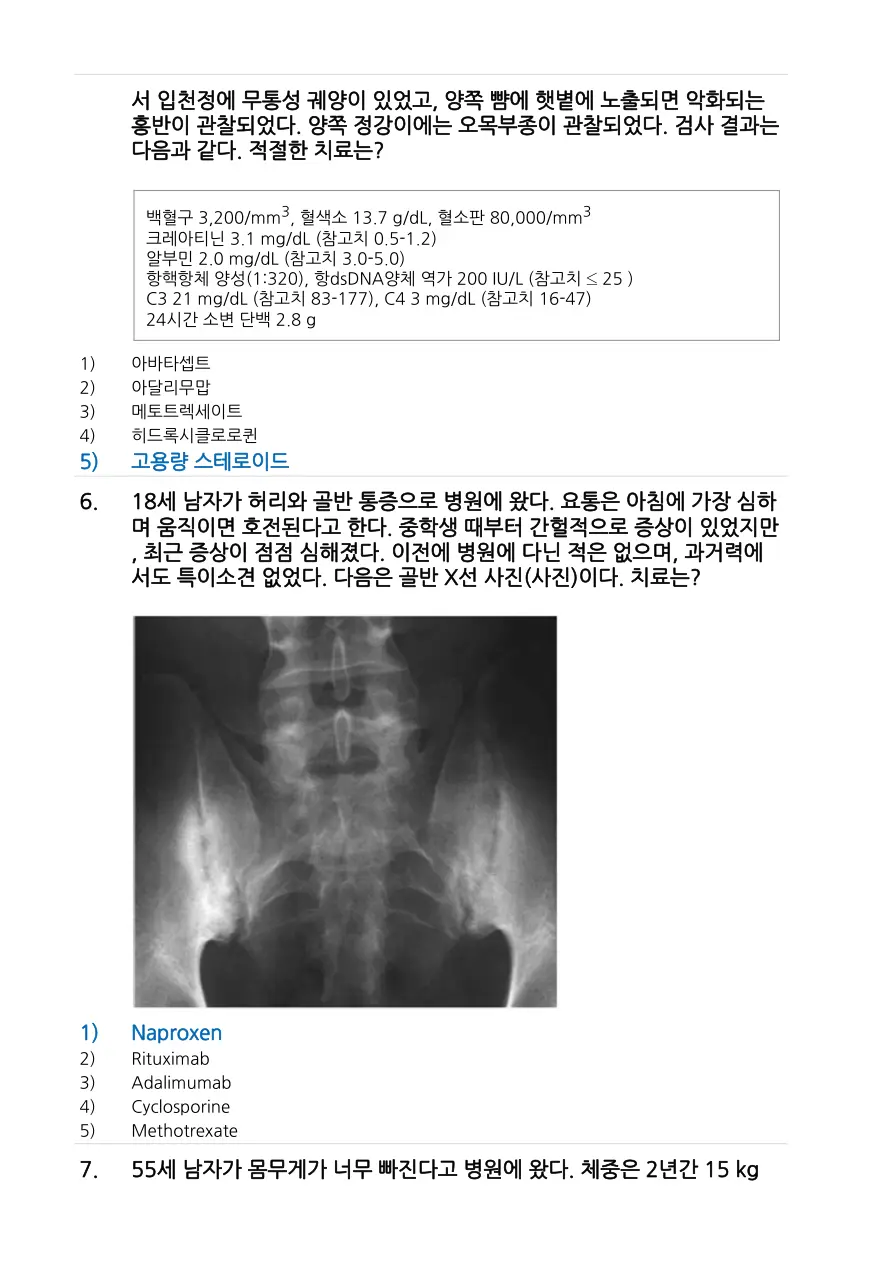 서 입천정에 무통성 궤양이 있었고, 양쪽 뺨에 햇볕에 노출되면 악화되는
홍반이 관찰되었다. 양쪽 정강이에는 오목부종이 관찰되었다. 검사 결과는
다음과 같다. 적절한 치료는?
백혈구 3,200/mm3, 혈색소 13.7 g/dL, 혈소판 80,000/mm3
크레아티닌 3.1 mg/dL (참고치 0.5-1.2)
알부민 2.0 mg/dL (참고치 3.0-5.0)
항핵항체 양성(1:320), 항dsDNA양체 역가 200 IU/L (참고치 ≤ 25 )
C3 21 mg/dL (참고치 83-177), C4 3 mg/dL (참고치 16-47)
24시간 소변 단백 2.8 g
1) 아바타셉트
2) 아달리무맙
3) 메토트렉세이트
4) 히드록시클로로퀸
5) 고용량 스테로이드
6. 18세 남자가 허리와 골반 통증으로 병원에 왔다. 요통은 아침에 가장 심하
며 움직이면 호전된다고 한다. 중학생 때부터 간헐적으로 증상이 있었지만
, 최근 증상이 점점 심해졌다. 이전에 병원에 다닌 적은 없으며, 과거력에
서도 특이소견 없었다. 다음은 골반 X선 사진(사진)이다. 치료는?
1) Naproxen
2) Rituximab
3) Adalimumab
4) Cyclosporine
5) Methotrexate
7. 55세 남자가 몸무게가 너무 빠진다고 병원에 왔다. 체중은 2년간 15 kg